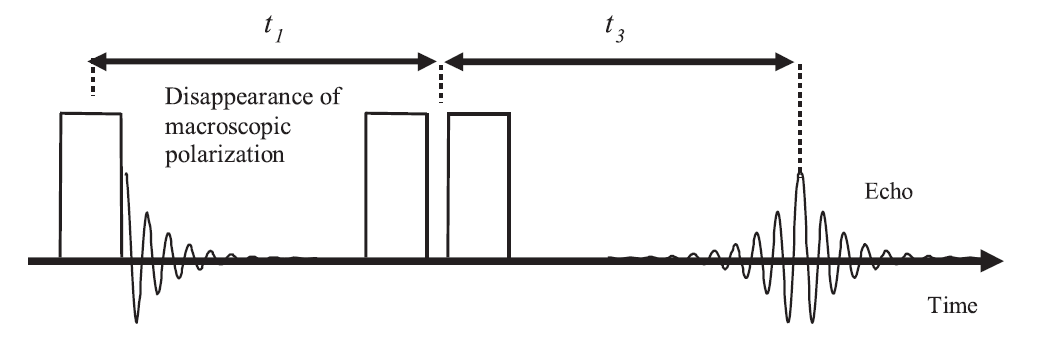 t1
t3
Disappearance of
macroscopic
polarization
Echo
Time